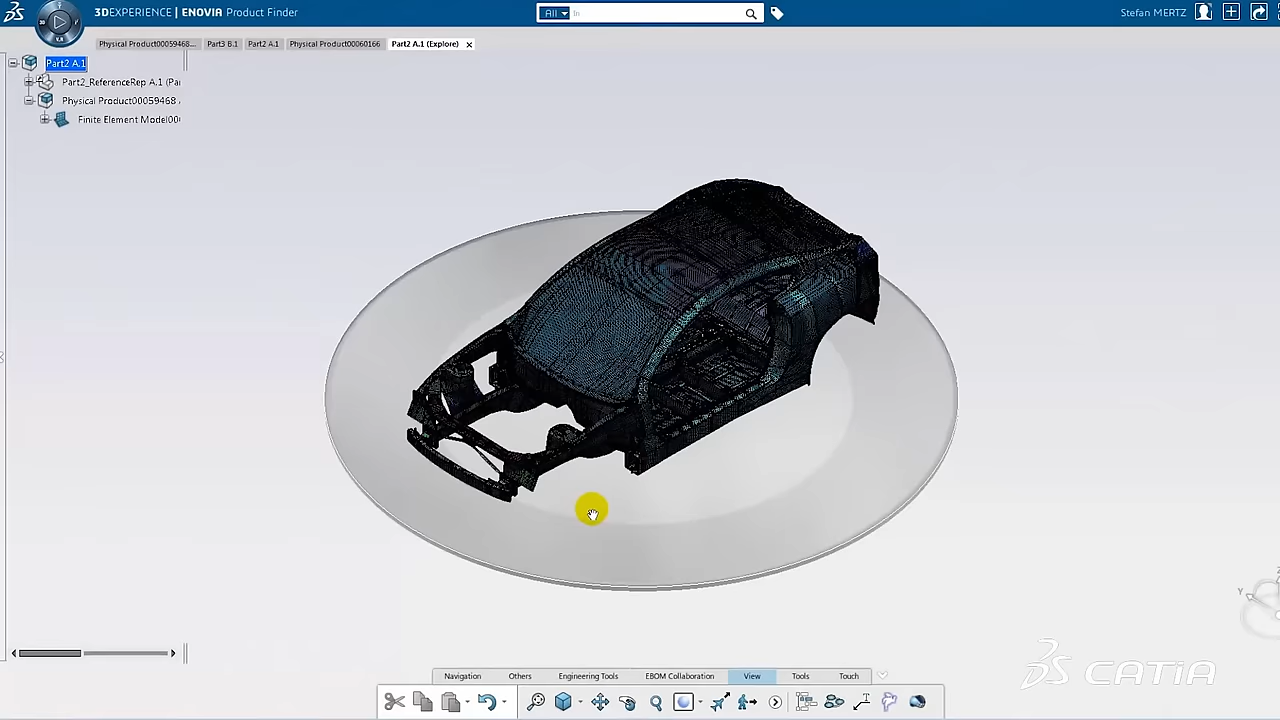 3DEXPERIENCE | ENOVIA Product Finder
All
In
Stefan MERTZ
V.R
Physical Product00059468...
Part3 B.1
Part2 A.1
Physical Product00060166
Part2 A.1 (Explore)
Part2 A.1
Part2_ReferenceRep A.1 (Pa
Physical Product00059468
Finite Element Model00
Y
Z
CATIA
Navigation
Others
Engineering Tools
EBOM Collaboration
View
Tools
Touch